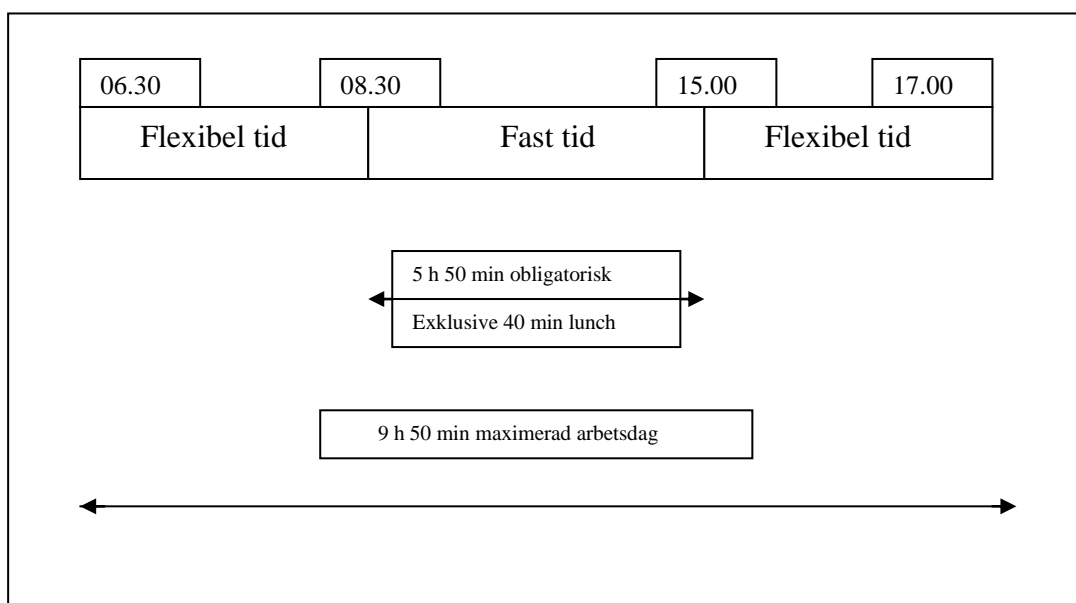 06.30 08.30 15.00 17.00
Flexibel tid Fast tid Flexibel tid
5 h 50 min obligatorisk
Exklusive 40 min lunch
9 h 50 min maximerad arbetsdag